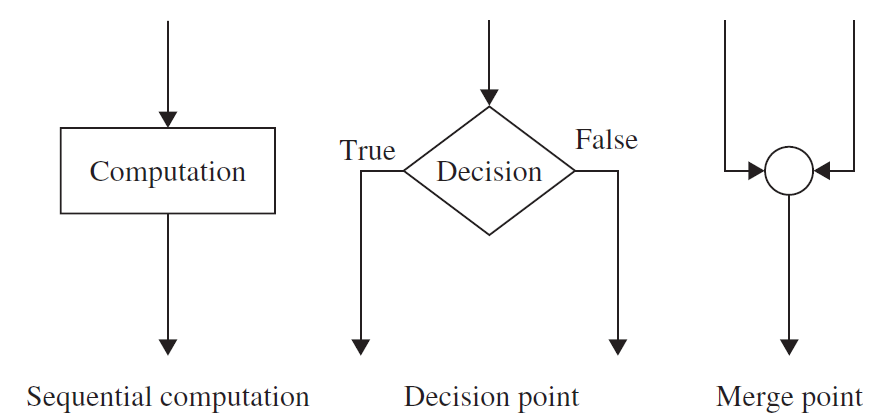 Computation
True
Decision
False
Sequential computation
Decision point
Merge point